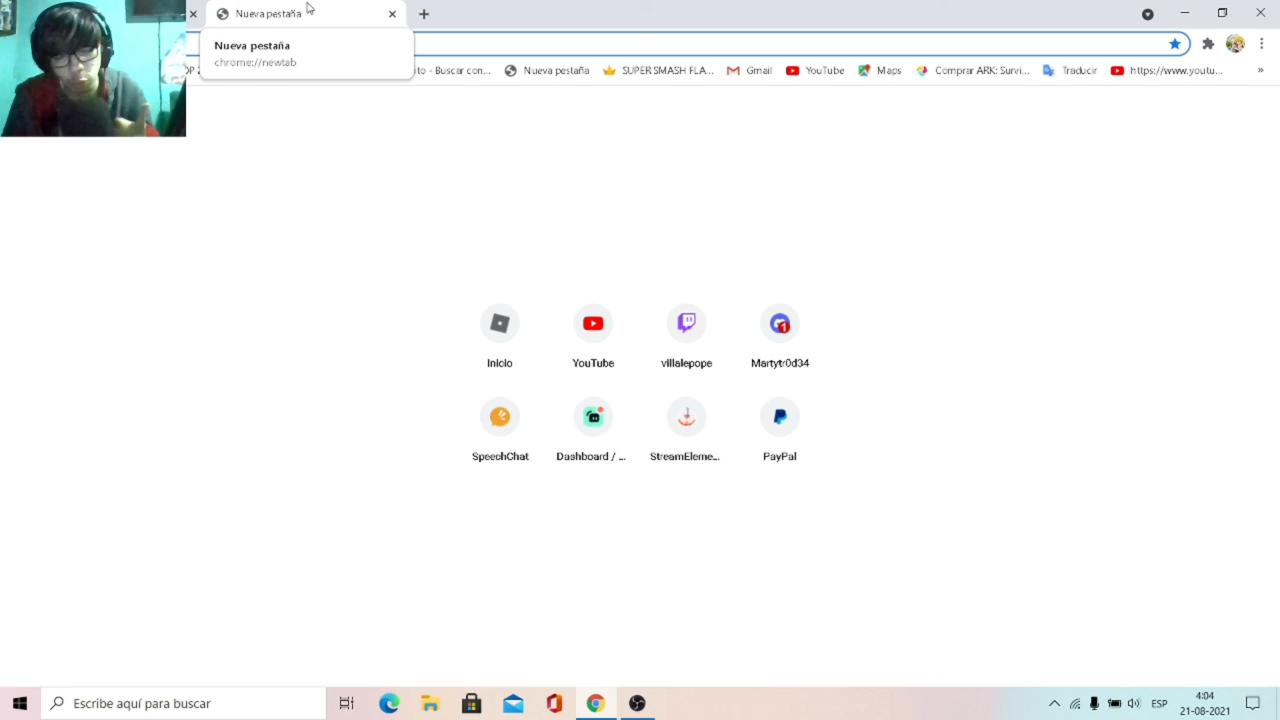 Nueva pestaña
Nueva pestaña
chrome://newtab
to - Buscar con...
Nueva pestaña
SUPER SMASH FLA...
Gmail
YouTube
Maps
Comprar ARK: Survi...
Traducir
https://www.youtu...
»
Inicio
YouTube
villalepope
Martytr0d34
SpeechChat
Dashboard / ...
StreamEleme...
PayPal
Escribe aquí para buscar
ESP
4:04
21-08-2021